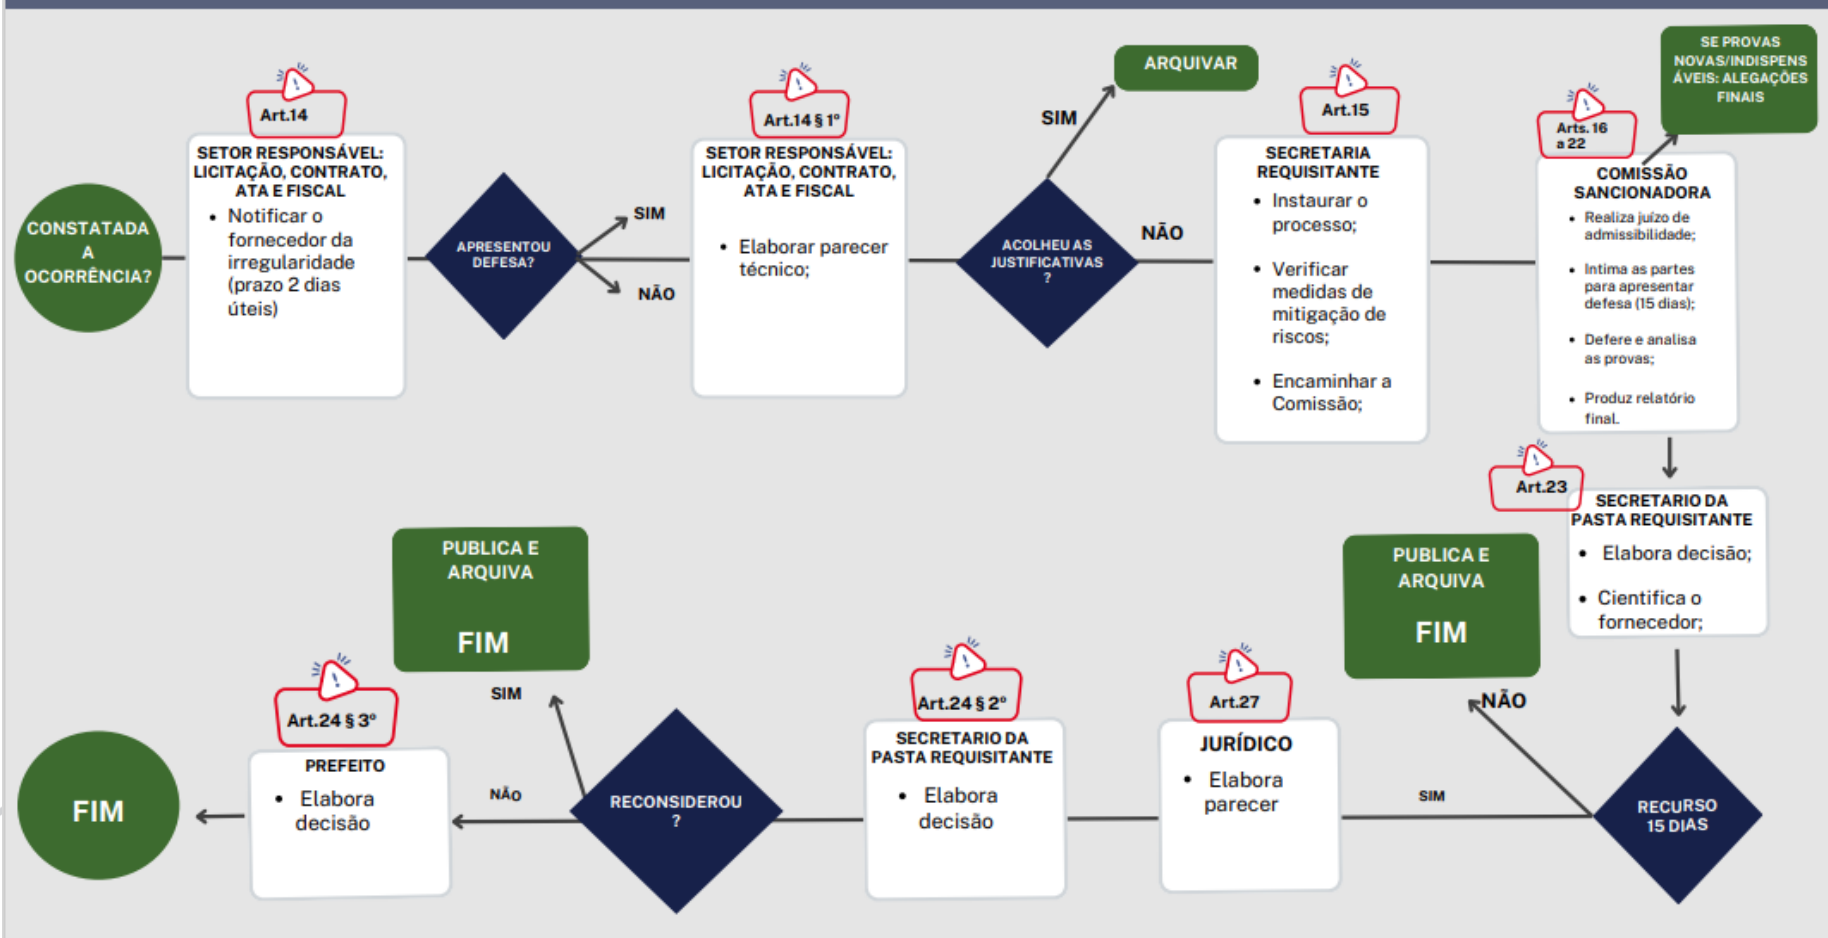 CONSTATADA
A
OCORRÊNCIA?
Art.14
SETOR RESPONSÁVEL:
LICITAÇÃO, CONTRATO,
ATA E FISCAL
• Notificar o
fornecedor da
irregularidade
(prazo 2 dias
úteis)
APRESENTOU
DEFESA?
SIM
NÃO
Art.14 § 1º
SETOR RESPONSÁVEL:
LICITAÇÃO, CONTRATO,
ATA E FISCAL
• Elaborar parecer
técnico;
ACOLHEU AS
JUSTIFICATIVAS
?
SIM
ARQUIVAR
NÃO
Art.15
SECRETARIA
REQUISITANTE
• Instaurar o
processo;
• Verificar
medidas de
mitigação de
riscos;
• Encaminhar a
Comissão;
Arts. 16
a 22
COMISSÃO
SANCIONADORA
• Realiza juízo de
admissibilidade;
• Intima as partes
para apresentar
defesa (15 dias);
• Defere e analisa
as provas;
• Produz relatório
final.
SE PROVAS
NOVAS/INDISPENS
ÁVEIS: ALEGAÇÕES
FINAIS
Art.23
SECRETARIO DA
PASTA REQUISITANTE
• Elabora decisão;
• Cientifica o
fornecedor;
RECURSO
15 DIAS
NÃO
PUBLICA E
ARQUIVA
FIM
SIM
Art.27
JURÍDICO
• Elabora
parecer
Art.24 § 2º
SECRETARIO DA
PASTA REQUISITANTE
• Elabora
decisão
RECONSIDEROU
?
SIM
PUBLICA E
ARQUIVA
FIM
NÃO
Art.24 § 3º
PREFEITO
• Elabora
decisão
FIM